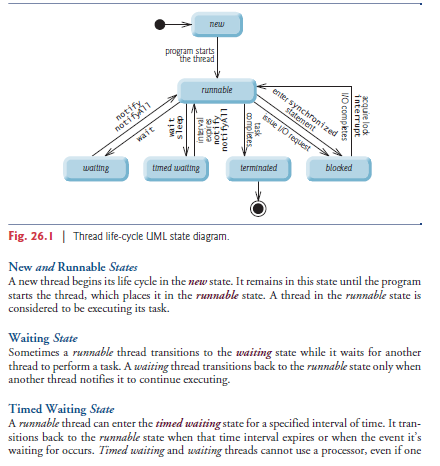 new
program starts
the thread
runnable
notify
notifyAll
wait
wait
sleep
interval
expires
notify
notifyAll
task
completes
enter synchronized
statement
issue I/O request
acquire lock
interrupt
I/O completes
waiting
timed waiting
terminated
blocked
Fig. 26.1 | Thread life-cycle UML state diagram.
New and Runnable States
A new thread begins its life cycle in the new state. It remains in this state until the program
starts the thread, which places it in the runnable state. A thread in the runnable state is
considered to be executing its task.
Waiting State
Sometimes a runnable thread transitions to the waiting state while it waits for another
thread to perform a task. A waiting thread transitions back to the runnable state only when
another thread notifies it to continue executing.
Timed Waiting State
A runnable thread can enter the timed waiting state for a specified interval of time. It tran-
sitions back to the runnable state when that time interval expires or when the event it's
waiting for occurs. Timed waiting and waiting threads cannot use a processor, even if one